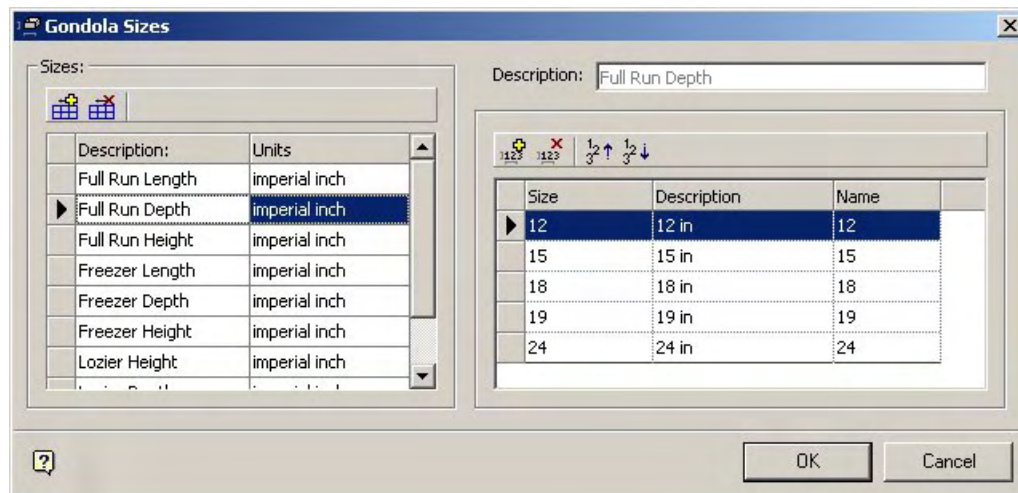 Gondola Sizes
Sizes:
Description: Units
Full Run Length imperial inch
Full Run Depth imperial inch
Full Run Height imperial inch
Freezer Length imperial inch
Freezer Depth imperial inch
Freezer Height imperial inch
Lozier Height imperial inch
Description: Full Run Depth
Size Description Name
12 12 in 12
15 15 in 15
18 18 in 18
19 19 in 19
24 24 in 24
OK Cancel